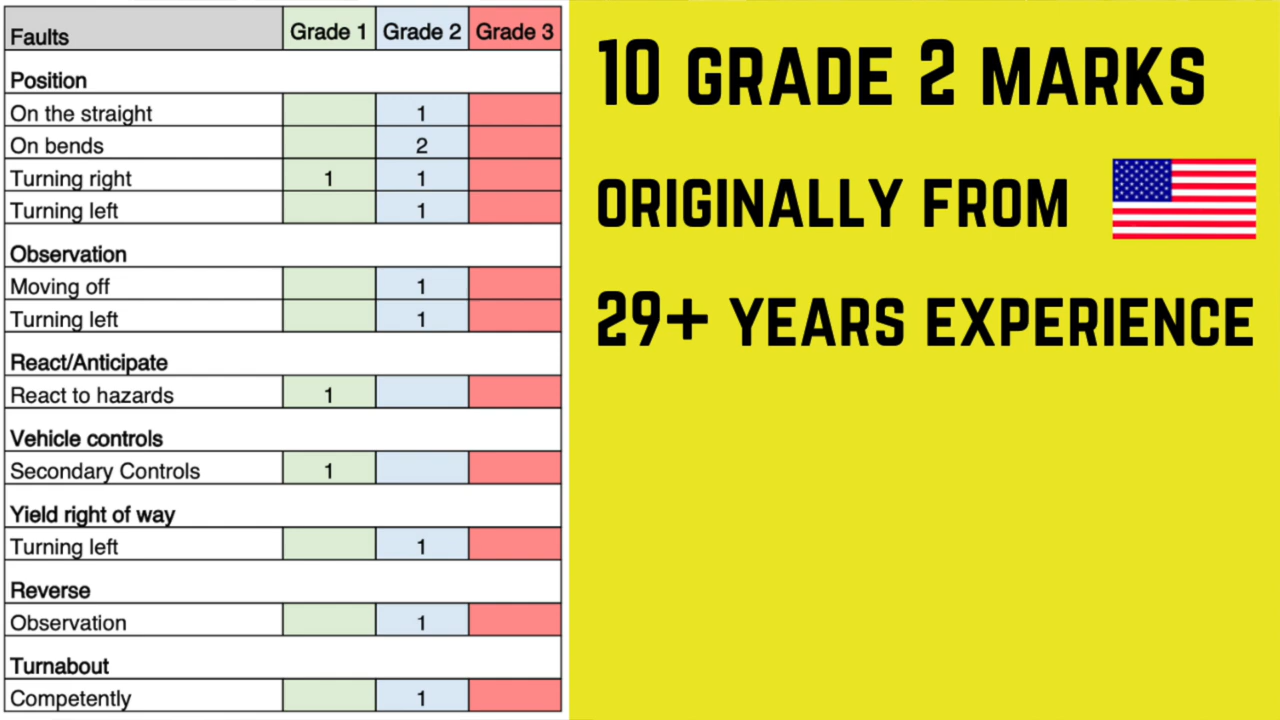 Faults Grade 1 Grade 2 Grade 3
Position
On the straight 1
On bends 2
Turning right 1 1
Turning left 1
Observation
Moving off 1
Turning left 1
React/Anticipate
React to hazards 1
Vehicle controls
Secondary Controls 1
Yield right of way
Turning left 1
Reverse
Observation 1
Turnabout
Competently 1
10 GRADE 2 MARKS
ORIGINALLY FROM
29+ YEARS EXPERIENCE